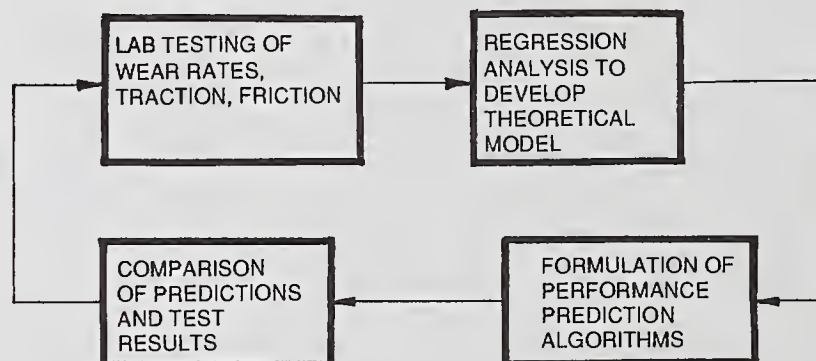 LAB TESTING OF
WEAR RATES,
TRACTION, FRICTION
REGRESSION
ANALYSIS TO
DEVELOP
THEORETICAL
MODEL
FORMULATION OF
PERFORMANCE
PREDICTION
ALGORITHMS
COMPARISON
OF PREDICTIONS
AND TEST
RESULTS